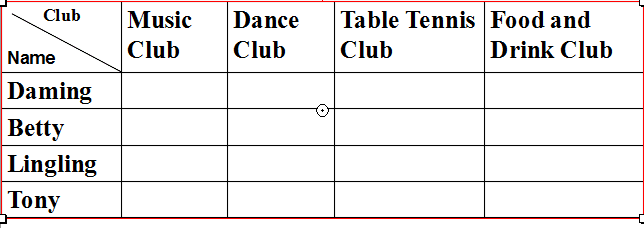 Club
Name
Music Club
Dance Club
Table Tennis Club
Food and Drink Club
Daming
Betty
Lingling
Tony